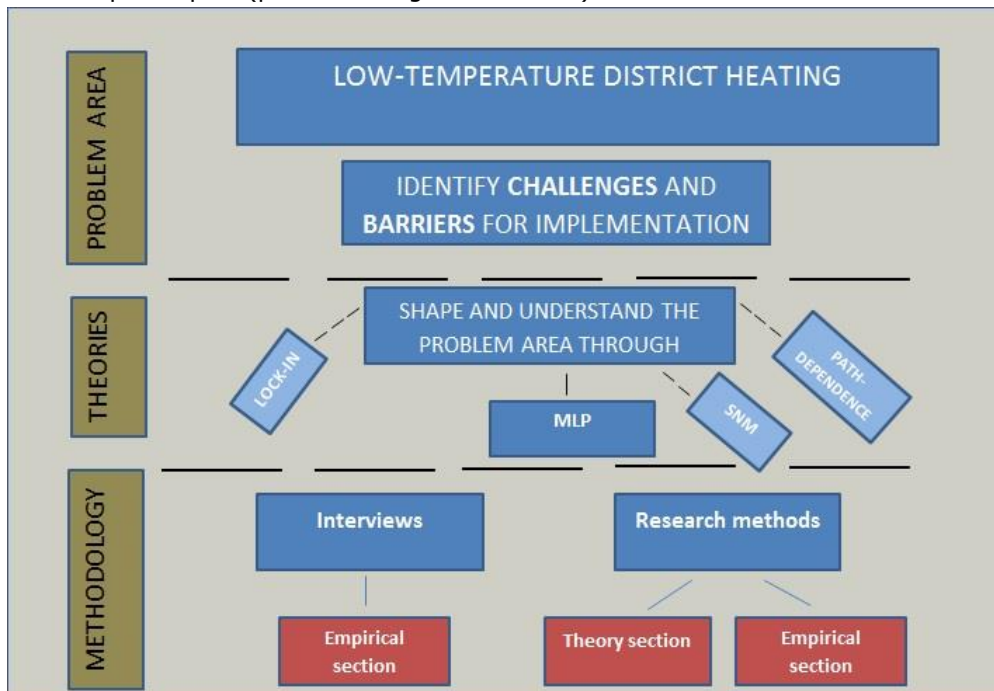 PROBLEM AREA
LOW-TEMPERATURE DISTRICT HEATING
IDENTIFY CHALLENGES AND
BARRIERS FOR IMPLEMENTATION
THEORIES
SHAPE AND UNDERSTAND THE
PROBLEM AREA THROUGH
LOCK-IN
MLP
SNM
PATH-
DEPENDENCE
METHODOLOGY
Interviews
Research methods
Empirical
section
Theory section
Empirical
section